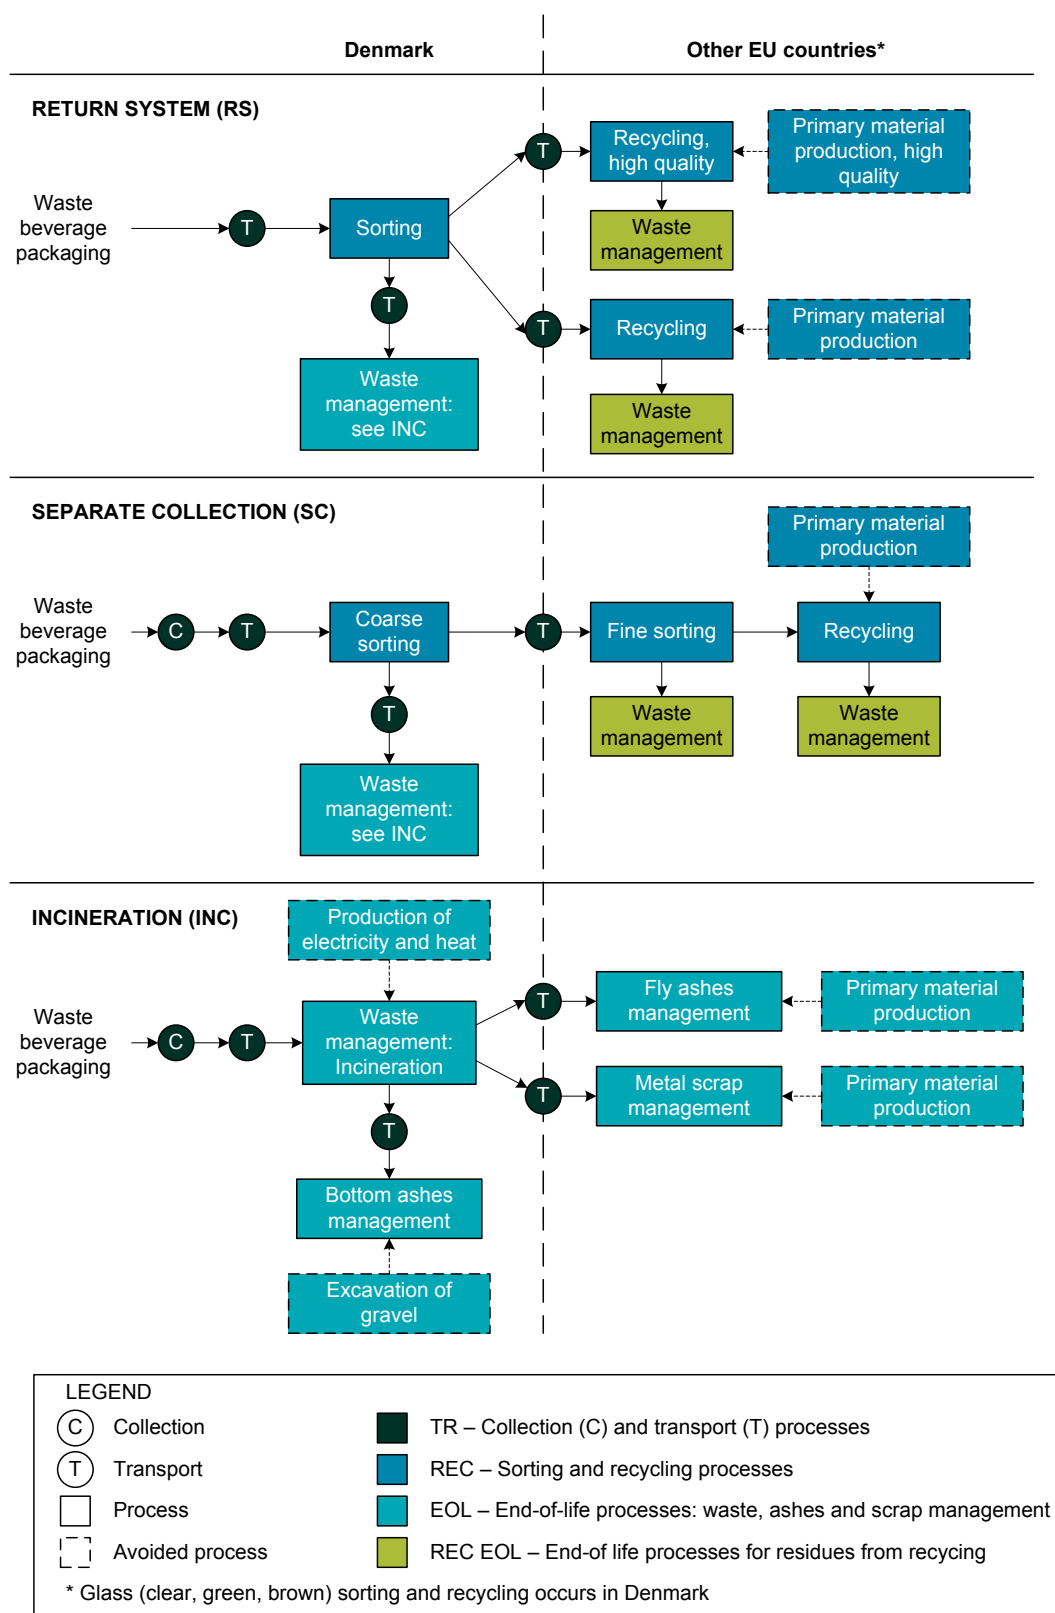 Denmark
Other EU countries*
RETURN SYSTEM (RS)
Waste
beverage
packaging
T
Sorting
T
Waste
management:
see INC
T
Recycling,
high quality
Primary material
production, high
quality
Waste
management
T
Recycling
Primary material
production
Waste
management
SEPARATE COLLECTION (SC)
Waste
beverage
packaging
C
T
Coarse
sorting
T
Waste
management:
see INC
T
Fine sorting
Waste
management
Primary material
production
Recycling
Waste
management
INCINERATION (INC)
Production of
electricity and heat
Waste
beverage
packaging
C
T
Waste
management:
Incineration
T
Bottom ashes
management
Excavation of
gravel
T
Fly ashes
management
Primary material
production
T
Metal scrap
management
Primary material
production
LEGEND
C Collection
T Transport
Process
Avoided process
TR – Collection (C) and transport (T) processes
REC – Sorting and recycling processes
EOL – End-of-life processes: waste, ashes and scrap management
REC EOL – End-of life processes for residues from recycing
* Glass (clear, green, brown) sorting and recycling occurs in Denmark